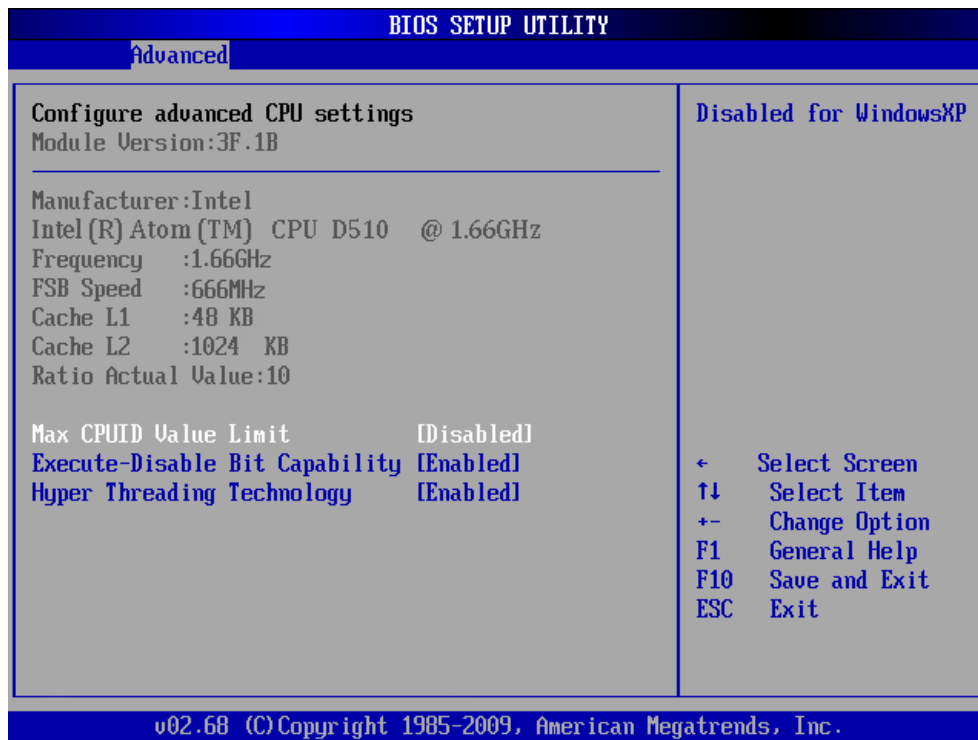 BIOS SETUP UTILITY
Advanced
Configure advanced CPU settings
Module Version:3F.1B
Manufacturer:Intel
Intel (R) Atom (TM) CPU D510 @ 1.66GHz
Frequency :1.66GHz
FSB Speed :666MHz
Cache L1 :48 KB
Cache L2 :1024 KB
Ratio Actual Value:10
Max CPUID Value Limit [Disabled]
Execute-Disable Bit Capability [Enabled]
Hyper Threading Technology [Enabled]
Disabled for WindowsXP
← Select Screen
↑↓ Select Item
+- Change Option
F1 General Help
F10 Save and Exit
ESC Exit
v02.68 (C)Copyright 1985-2009, American Megatrends, Inc.